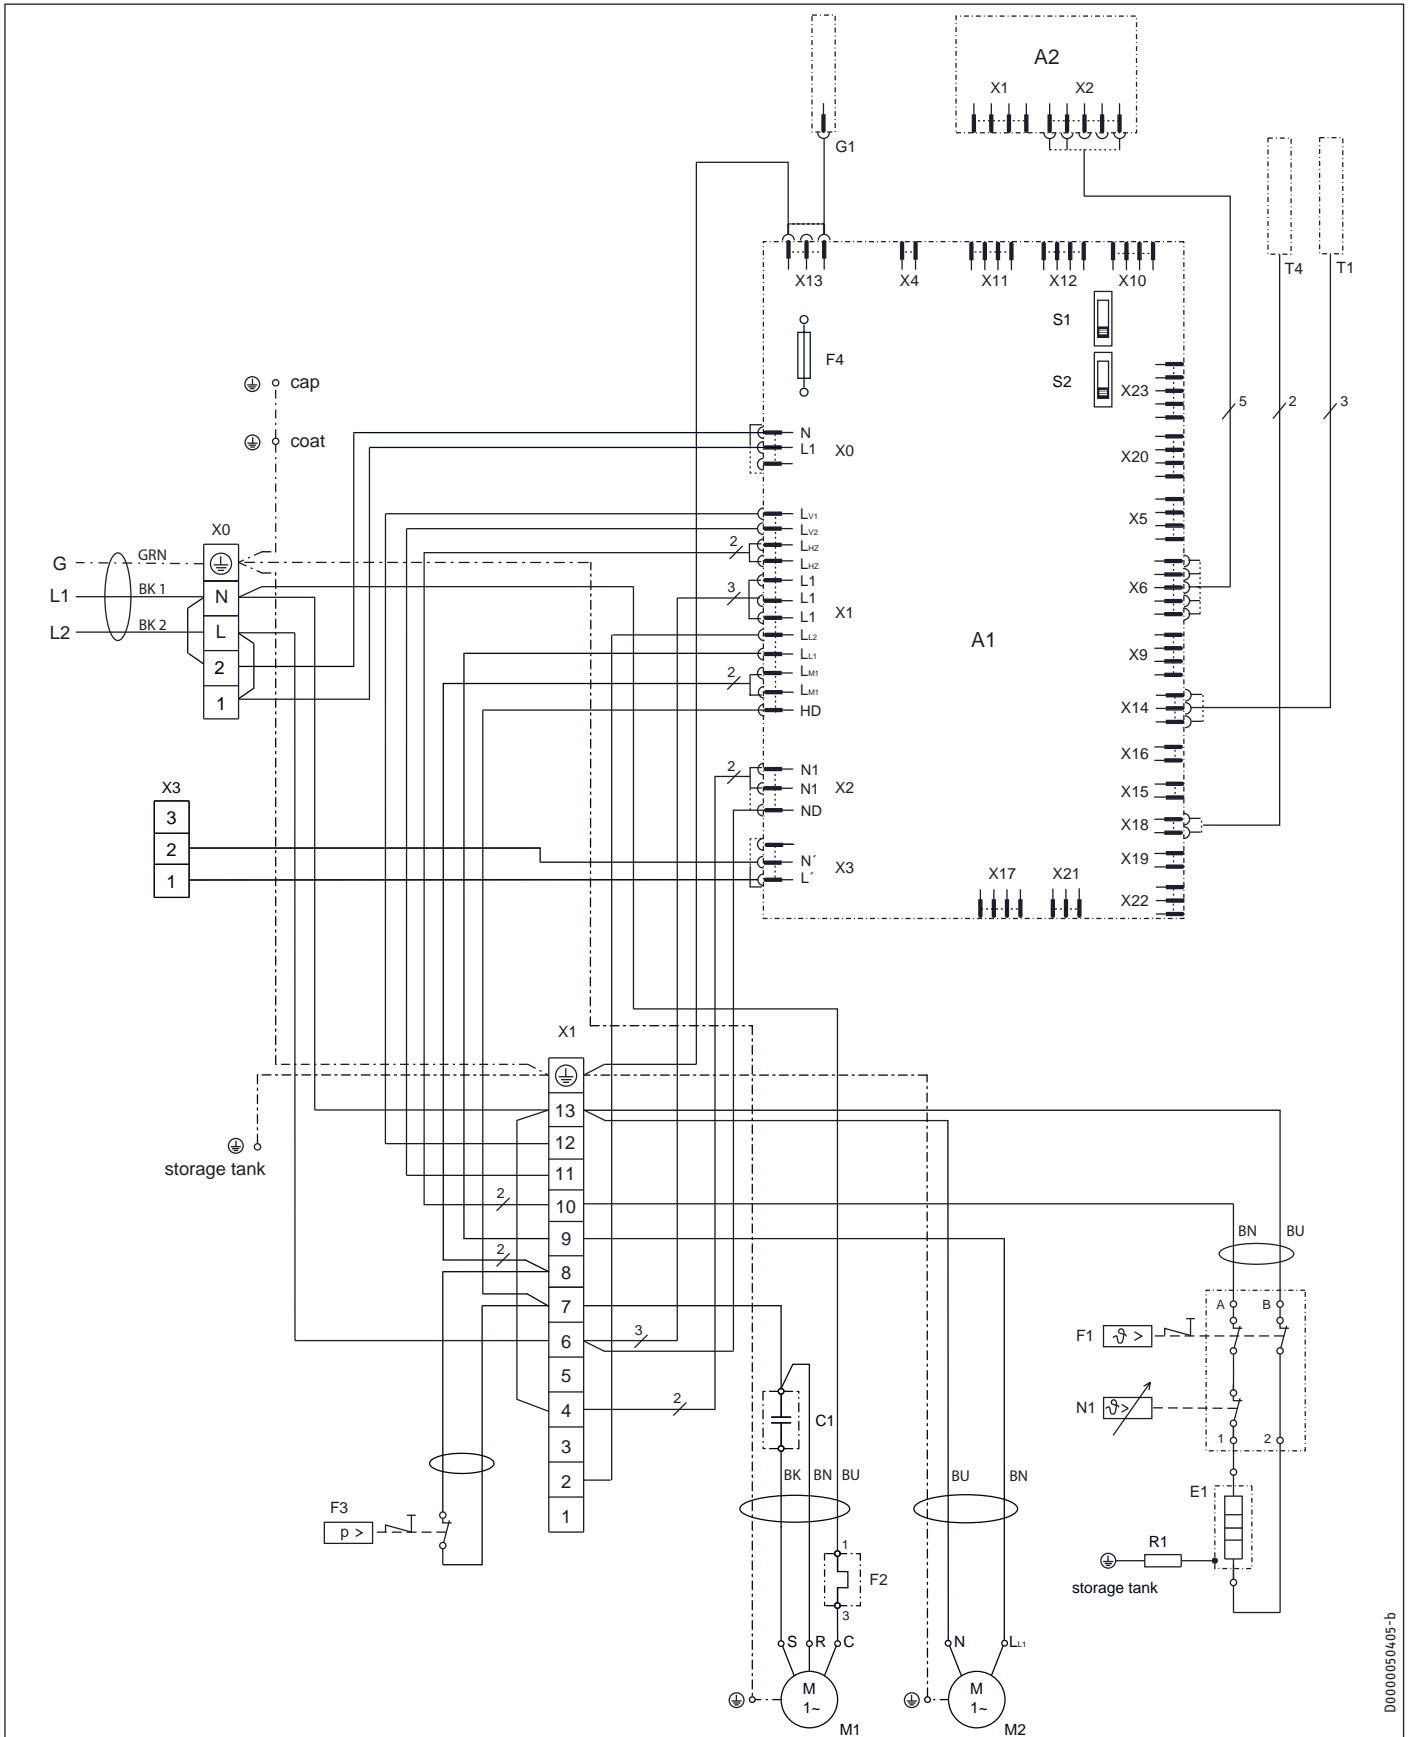 A2
X1 X2
G1
T4 T1
X13 X4 X11 X12 X10
S1
F4
S2
X23
5 2 3
cap
coat
N
L1 X0
X20
X5
X0
G GRN
L1 BK 1 N
L2 BK 2 L
2
1
LV1
LV2
2 LHZ
LHZ
L1
3 L1 X1
L1
LL2
LL1
2 LM1
LM1
HD
A1
X6
X9
X14
X16
X15
X18
X19
X22
2 N1
N1 X2
ND
X3
3
2
1
N´ X3
L´
X17 X21
X1
13
12
11
2 10
9
2 8
7
6 3
5
4 2
3
2
1
storage tank
BN BU
A B
F1 ϑ >
N1 ϑ>
1 2
C1
BK BN BU
BU BN
E1
F3
p >
1
F2
3
R1
storage tank
S R C
N LL1
M
1~
M1
M
1~
M2
D0000050405-b